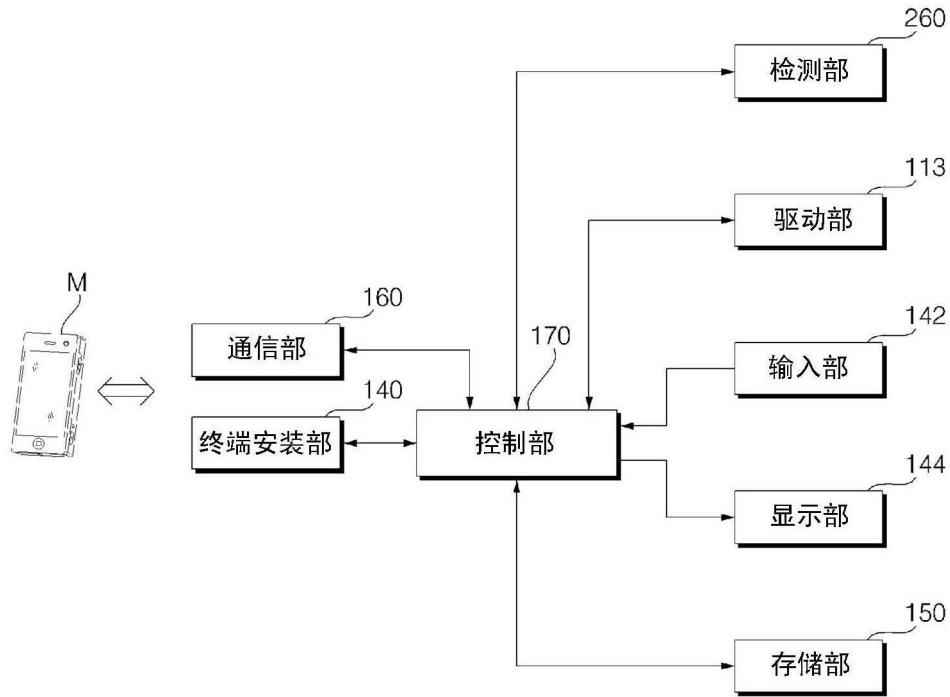 260
检测部
113
驱动部
M
160
通信部
170
142
输入部
140
终端安装部
控制部
144
显示部
150
存储部